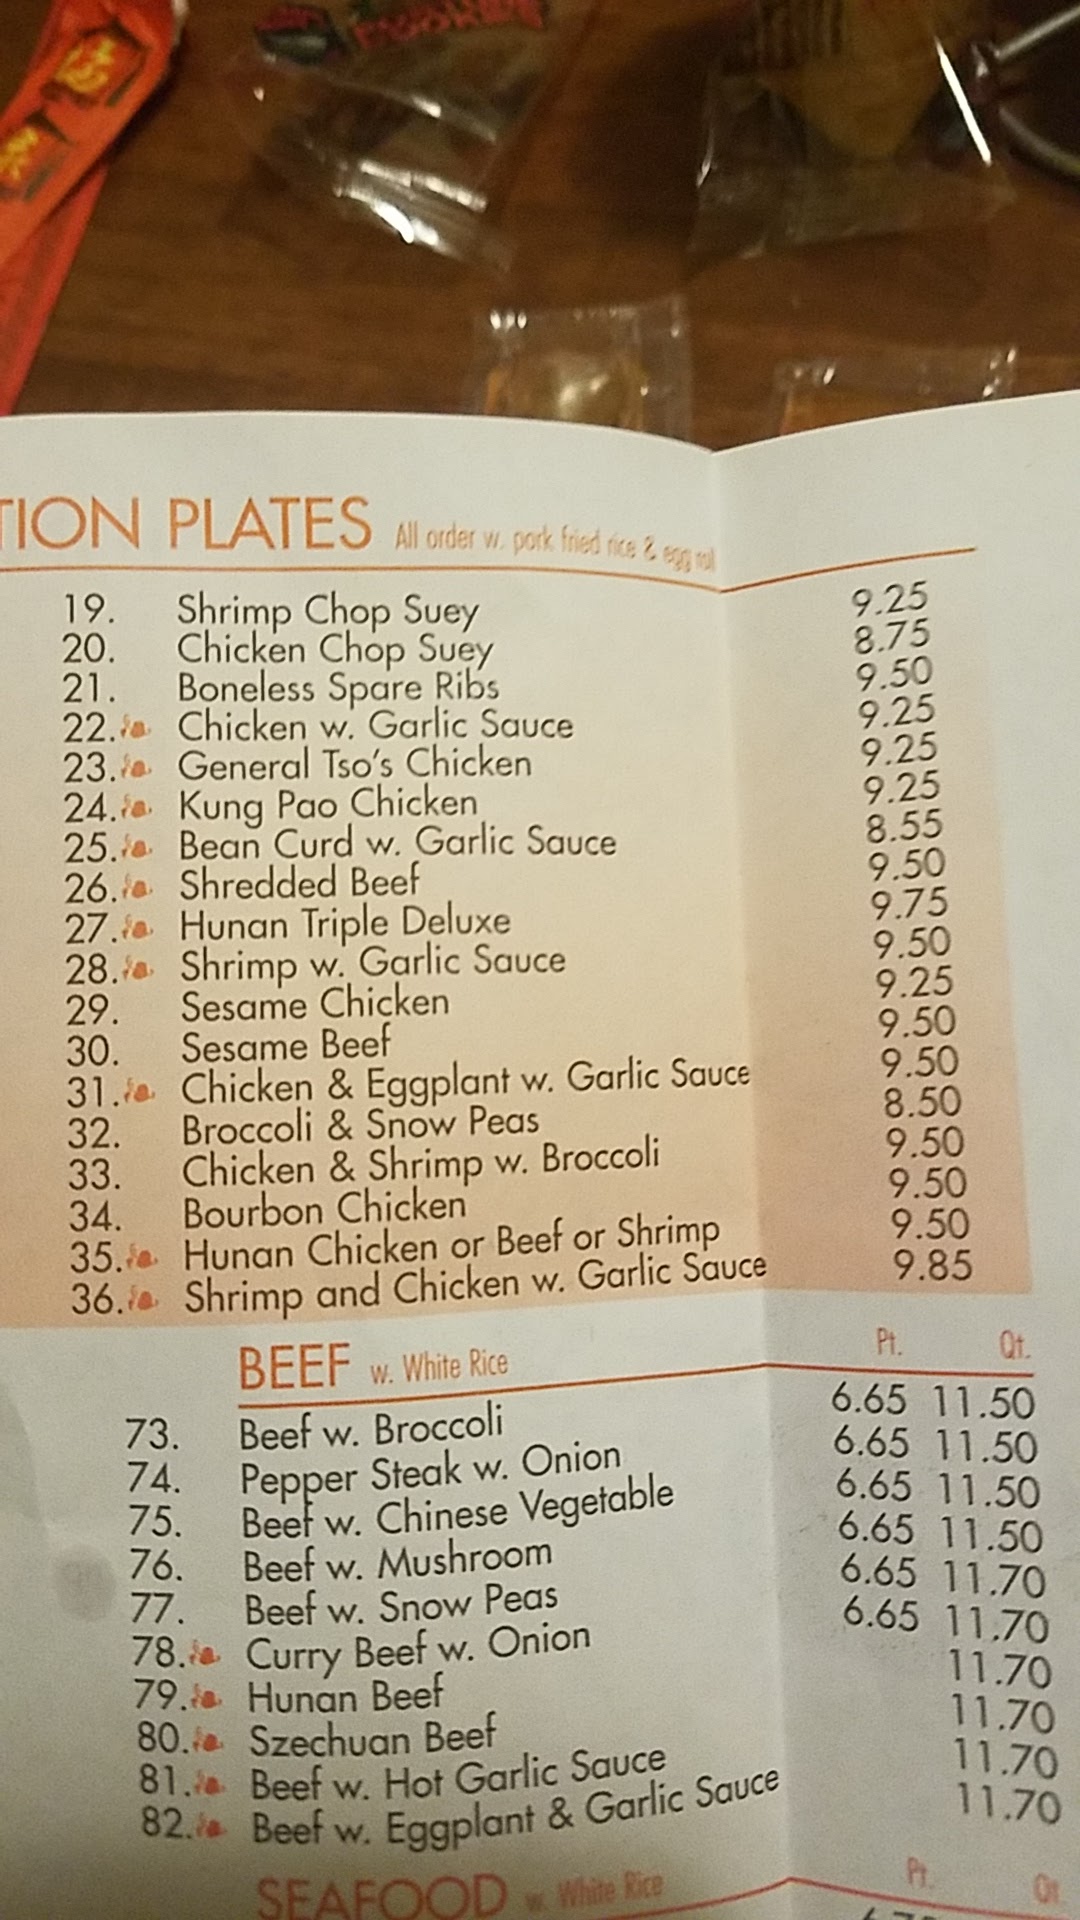 TION PLATES All order w. pork fried rice & egg roll
19. Shrimp Chop Suey 9.25
20. Chicken Chop Suey 8.75
21. Boneless Spare Ribs 9.50
22. Chicken w. Garlic Sauce 9.25
23. General Tso's Chicken 9.25
24. Kung Pao Chicken 9.25
25. Bean Curd w. Garlic Sauce 8.55
26. Shredded Beef 9.50
27. Hunan Triple Deluxe 9.75
28. Shrimp w. Garlic Sauce 9.50
29. Sesame Chicken 9.25
30. Sesame Beef 9.50
31. Chicken & Eggplant w. Garlic Sauce 9.50
32. Broccoli & Snow Peas 8.50
33. Chicken & Shrimp w. Broccoli 9.50
34. Bourbon Chicken 9.50
35. Hunan Chicken or Beef or Shrimp 9.50
36. Shrimp and Chicken w. Garlic Sauce 9.85
BEEF w. White Rice Pt. Qt.
73. Beef w. Broccoli 6.65 11.50
74. Pepper Steak w. Onion 6.65 11.50
75. Beef w. Chinese Vegetable 6.65 11.50
76. Beef w. Mushroom 6.65 11.50
77. Beef w. Snow Peas 6.65 11.70
78. Curry Beef w. Onion 6.65 11.70
79. Hunan Beef 11.70
80. Szechuan Beef 11.70
81. Beef w. Hot Garlic Sauce 11.70
82. Beef w. Eggplant & Garlic Sauce 11.70
SEAFOOD w. White Rice Pt. Qt.